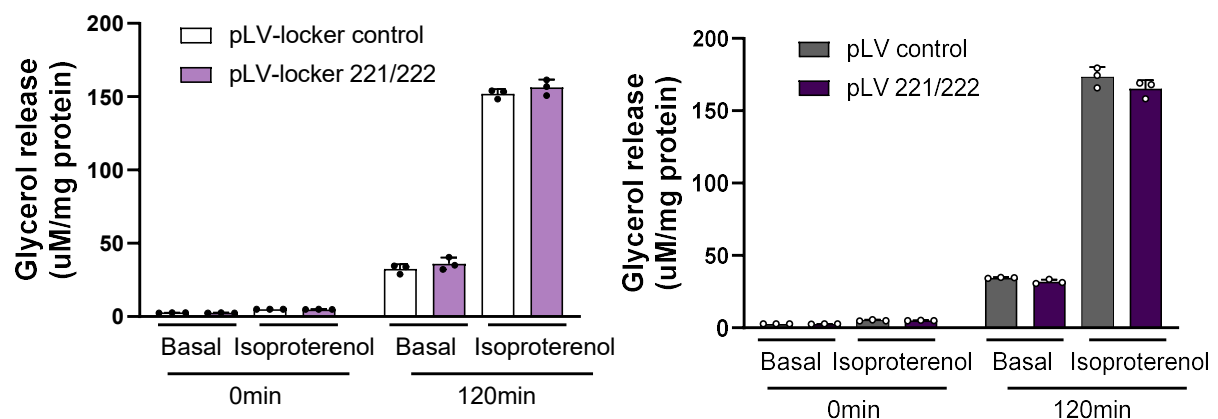 Glycerol release
(uM/mg protein)
200
150
100
50
0
pLV-locker control
pLV-locker 221/222
Basal Isoproterenol Basal Isoproterenol
0min 120min
Glycerol release
(uM/mg protein)
200
150
100
50
0
pLV control
pLV 221/222
Basal Isoproterenol Basal Isoproterenol
0min 120min